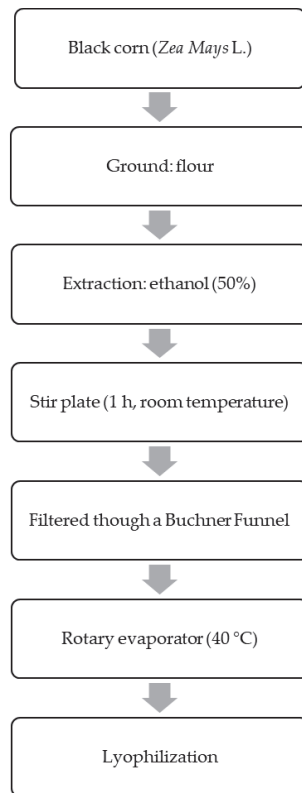 Black corn (Zea Mays L.)
Ground: flour
Extraction: ethanol (50%)
Stir plate (1 h, room temperature)
Filtered though a Buchner Funnel
Rotary evaporator (40 °C)
Lyophilization